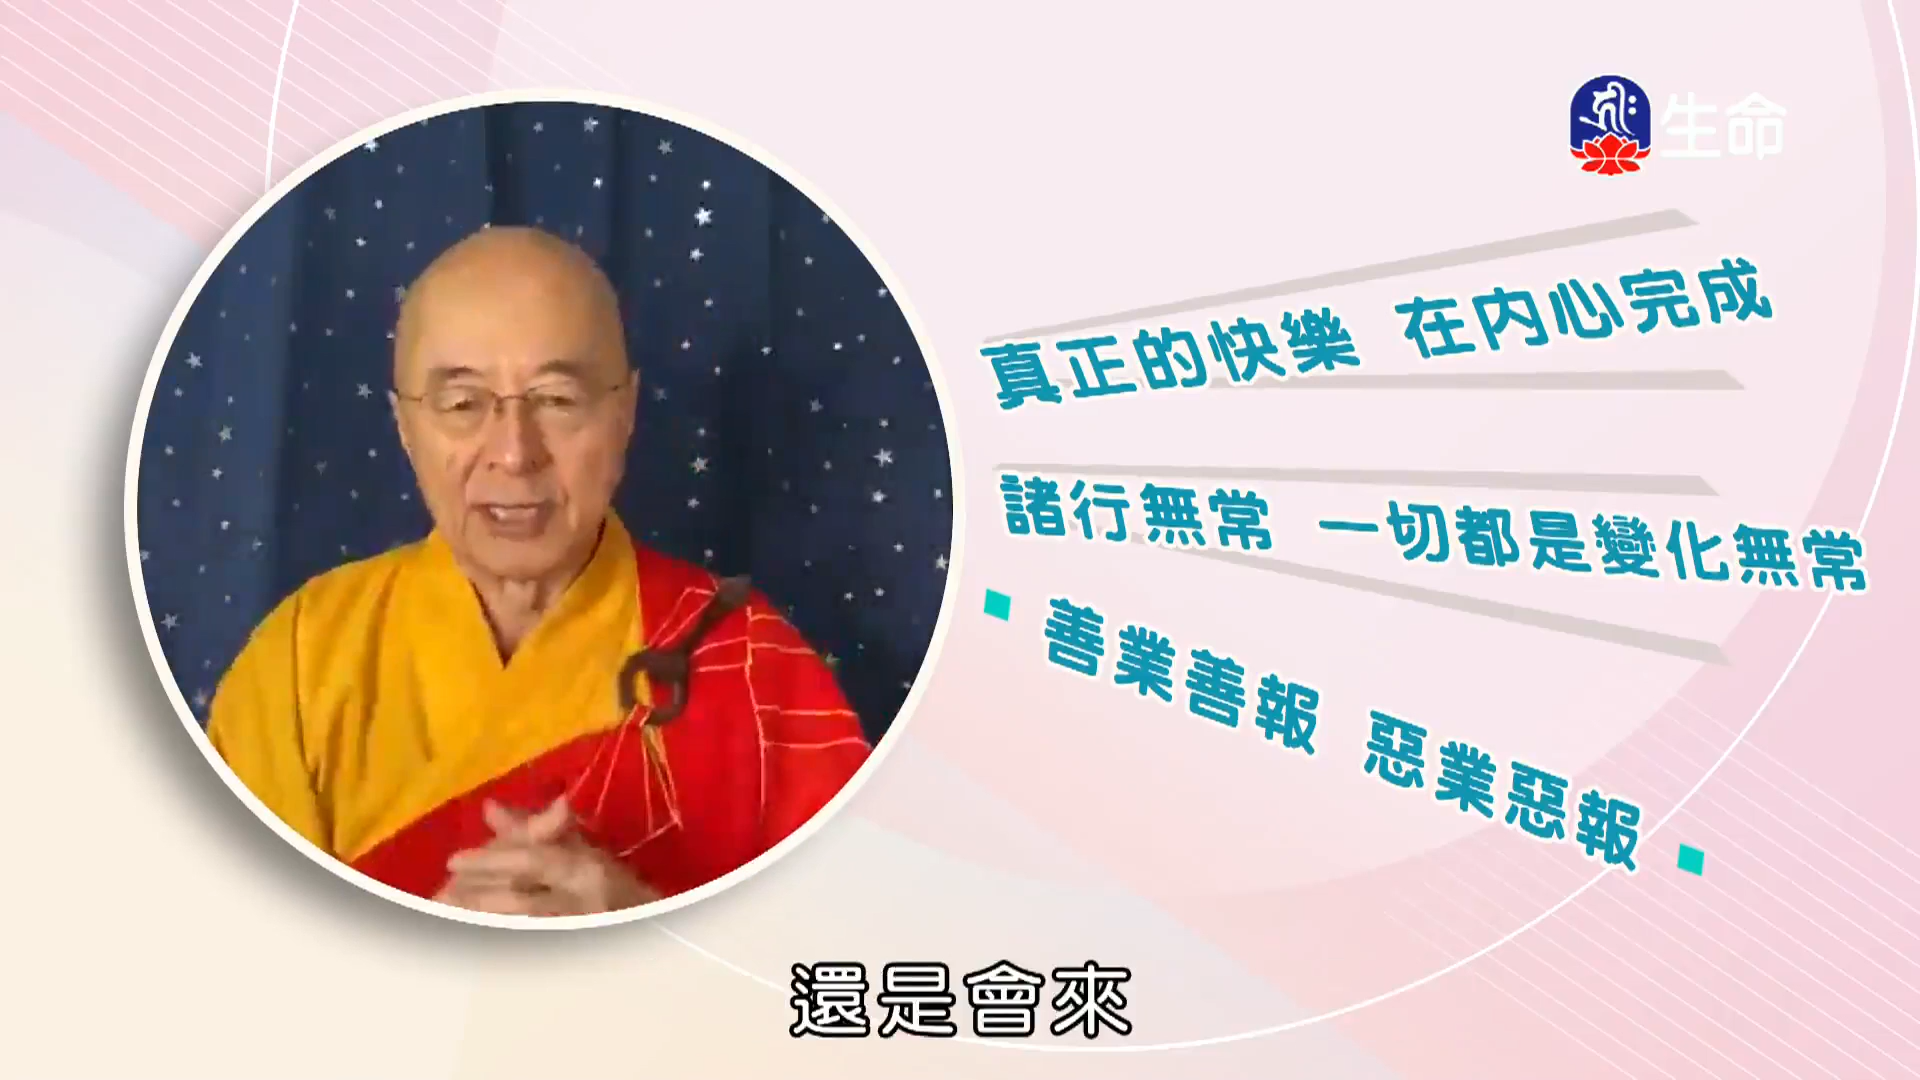 生命
真正的快樂 在內心完成
諸行無常 一切都是變化無常
善業善報 惡業惡報
還是會來